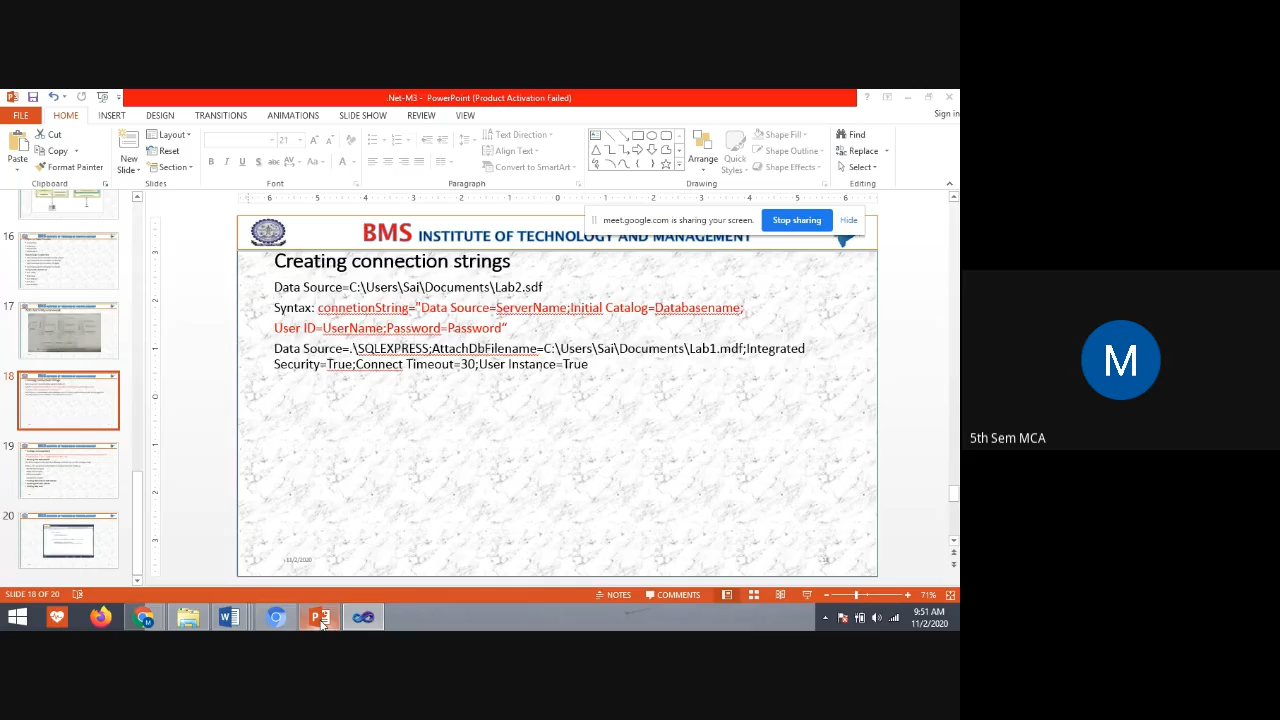 .Net-M3 - PowerPoint (Product Activation Failed)
FILE HOME INSERT DESIGN TRANSITIONS ANIMATIONS SLIDE SHOW REVIEW VIEW Sign in
Paste
Cut
Copy
Format Painter
Clipboard
New
Slide
Layout
Reset
Section
Slides
21
Font
Paragraph
Text Direction
Align Text
Convert to SmartArt
Arrange
Quick
Styles
Shape Fill
Shape Outline
Shape Effects
Drawing
Find
Replace
Select
Editing
meet.google.com is sharing your screen.
Stop sharing
Hide
16
17
18
19
20
BMS INSTITUTE OF TECHNOLOGY AND MANAGEMENT
Creating connection strings
Data Source=C:\Users\Sai\Documents\Lab2.sdf
Syntax: connetionString="Data Source=ServerName;Initial Catalog=Databasename;
User ID=UserName;Password=Password"
Data Source=.\SQLEXPRESS;AttachDbFilename=C:\Users\Sai\Documents\Lab1.mdf;Integrated
Security=True;Connect Timeout=30;User Instance=True
11/2/2020
18
SLIDE 18 OF 20
NOTES COMMENTS 71%
9:51 AM
11/2/2020
M
5th Sem MCA